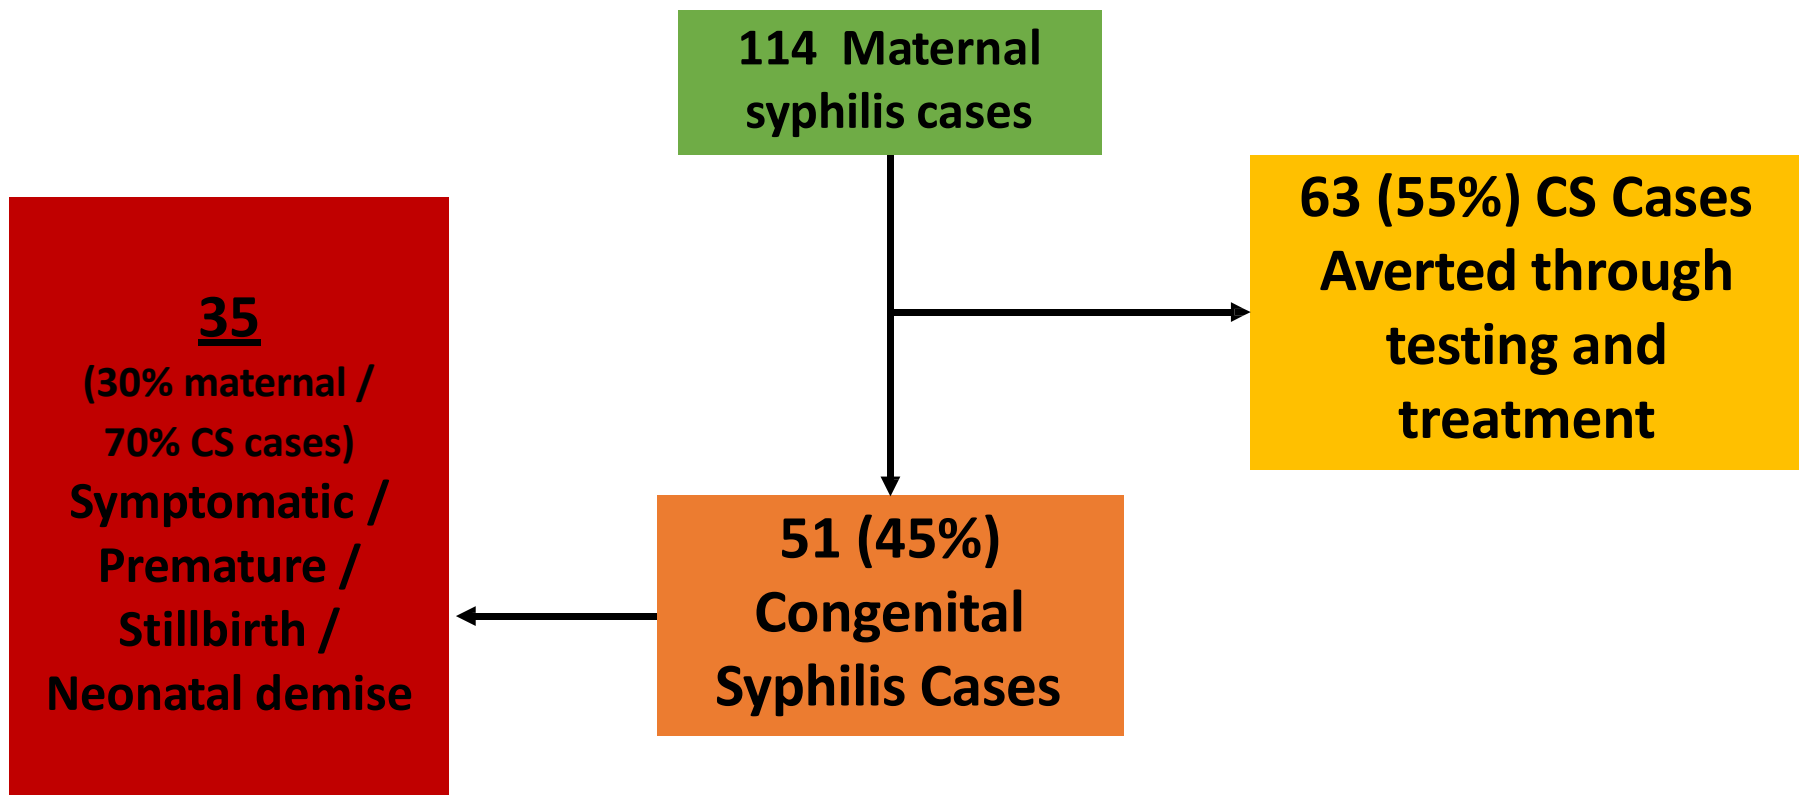 114  Maternal
syphilis cases
63 (55%) CS Cases
Averted through
testing and
treatment
35
(30% maternal /
70% CS cases)
Symptomatic /
Premature /
Stillbirth /
Neonatal demise
51 (45%)
Congenital
Syphilis Cases